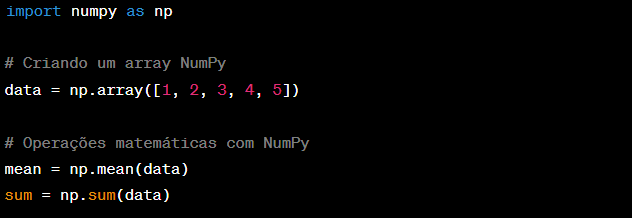 import numpy as np
# Criando um array NumPy
data = np.array([1, 2, 3, 4, 5])
# Operações matemáticas com NumPy
mean = np.mean(data)
sum = np.sum(data)